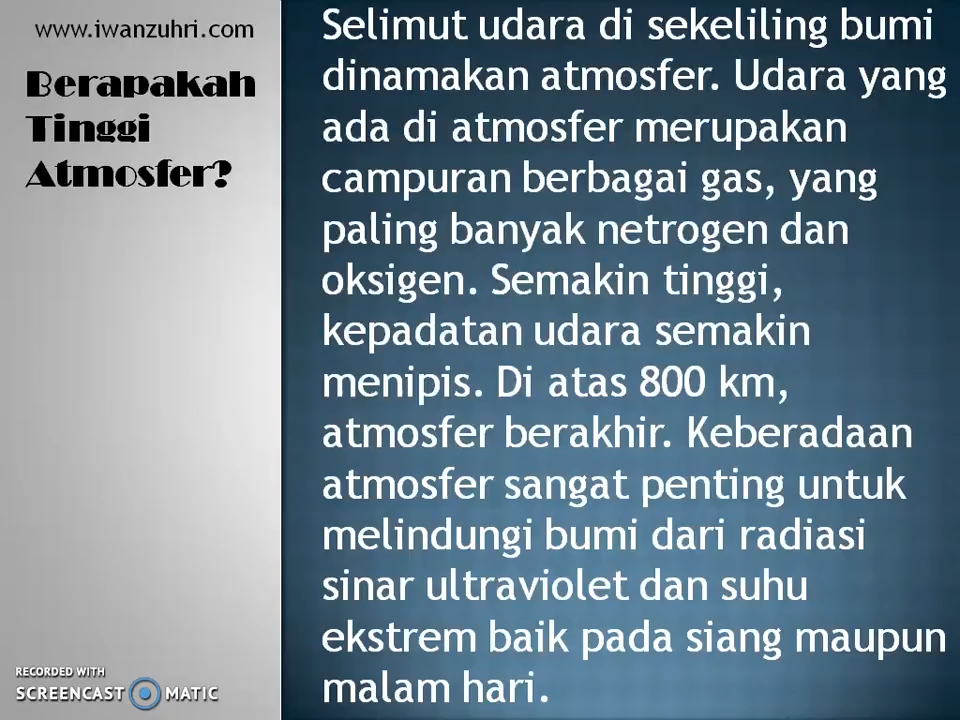 www.iwanzuhri.com
Berapakah
Tinggi
Atmosfer?
Selimut udara di sekeliling bumi
dinamakan atmosfer. Udara yang
ada di atmosfer merupakan
campuran berbagai gas, yang
paling banyak netrogen dan
oksigen. Semakin tinggi,
kepadatan udara semakin
menipis. Di atas 800 km,
atmosfer berakhir. Keberadaan
atmosfer sangat penting untuk
melindungi bumi dari radiasi
sinar ultraviolet dan suhu
ekstrem baik pada siang maupun
malam hari.
RECORDED WITH
SCREENCAST MATIC